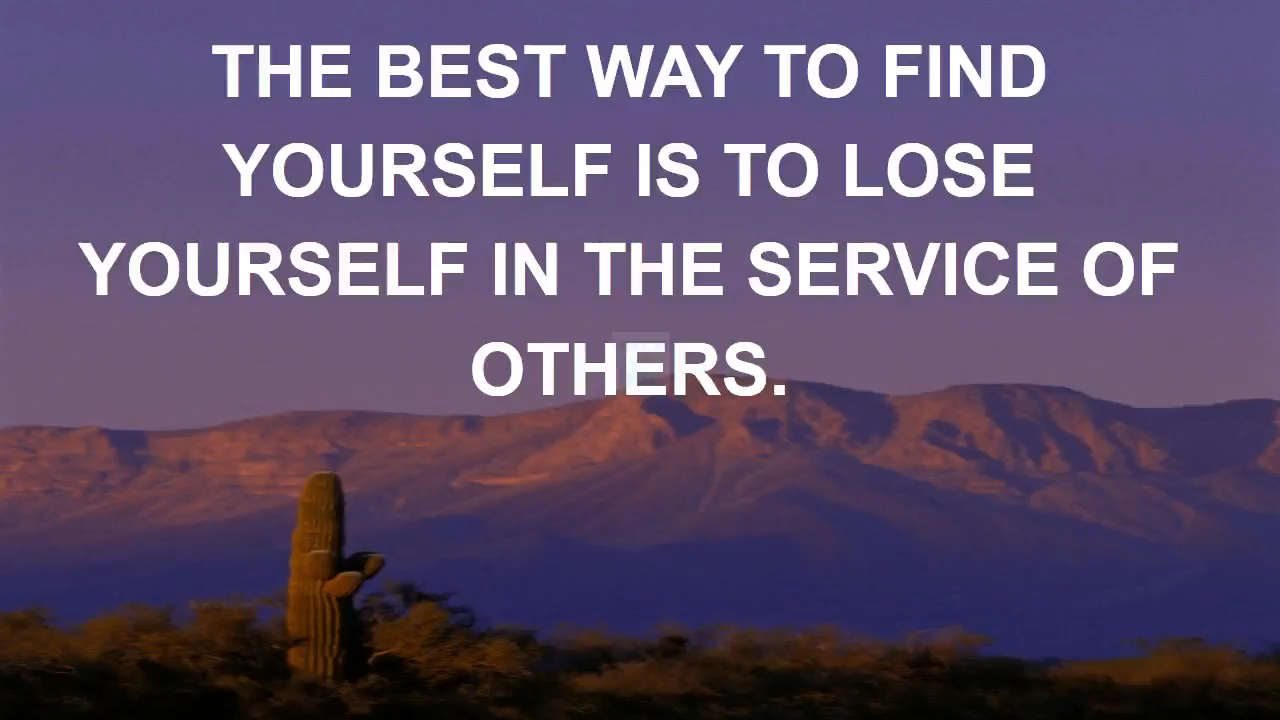 THE BEST WAY TO FIND
YOURSELF IS TO LOSE
YOURSELF IN THE SERVICE OF
OTHERS.